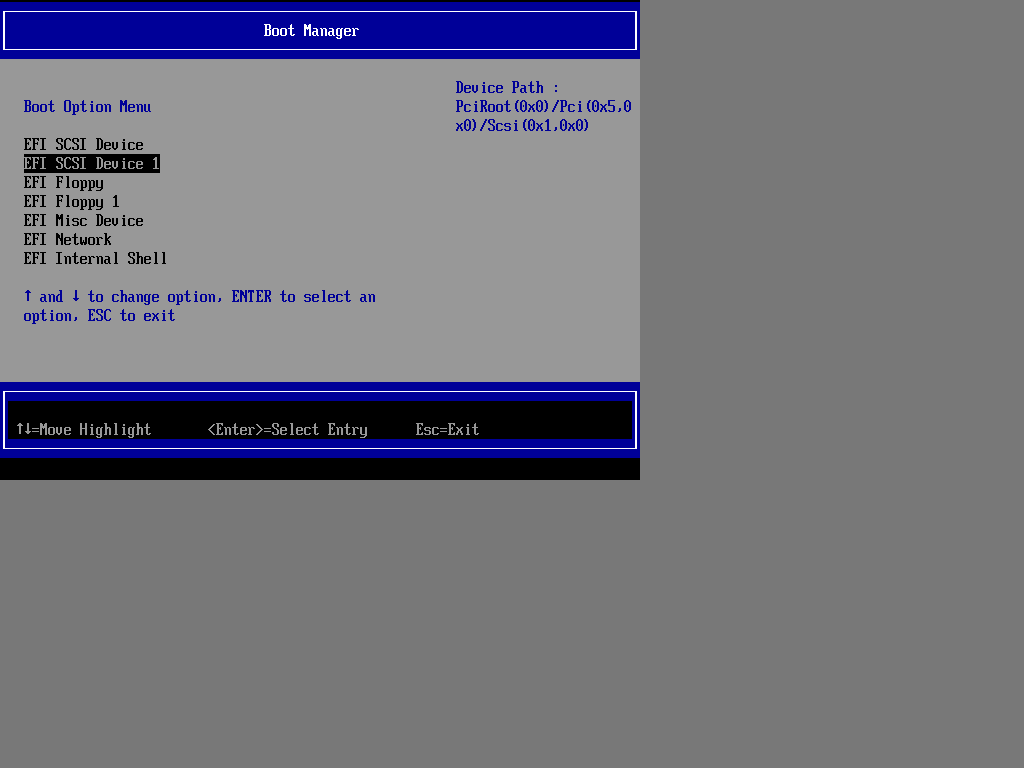 Boot Manager
Device Path :
Boot Option Menu
PciRoot(0x0)/Pci(0x5,0
x0)/Scsi(0x1,0x0)
EFI SCSI Device
EFI SCSI Device 1
EFI Floppy
EFI Floppy 1
EFI Misc Device
EFI Network
EFI Internal Shell
↑ and ↓ to change option, ENTER to select an
option, ESC to exit
↑↓=Move Highlight <Enter>=Select Entry Esc=Exit